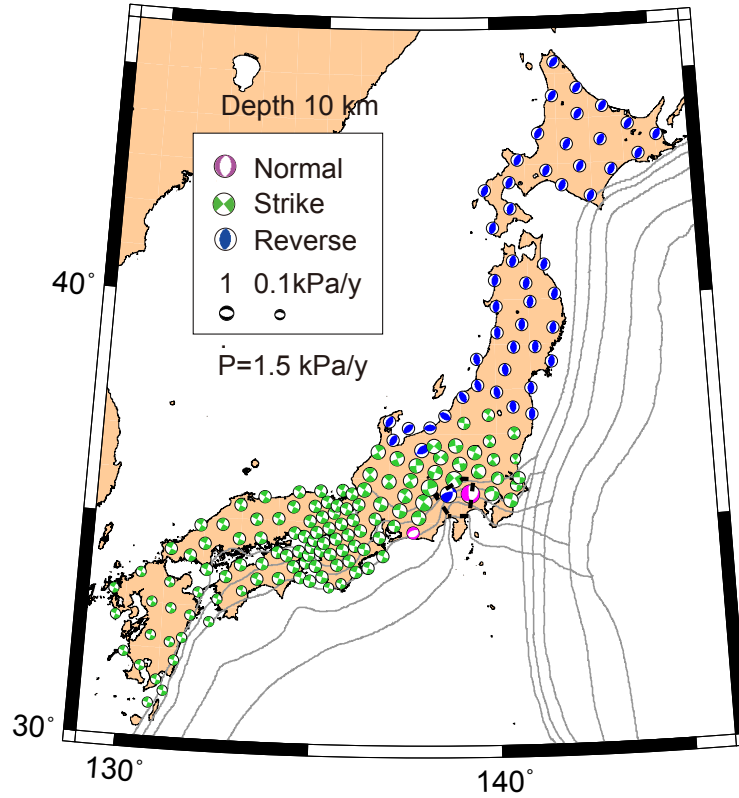 Depth 10 km
Normal
Strike
Reverse
1 0.1kPa/y
P=1.5 kPa/y
40°
30°
130°
140°